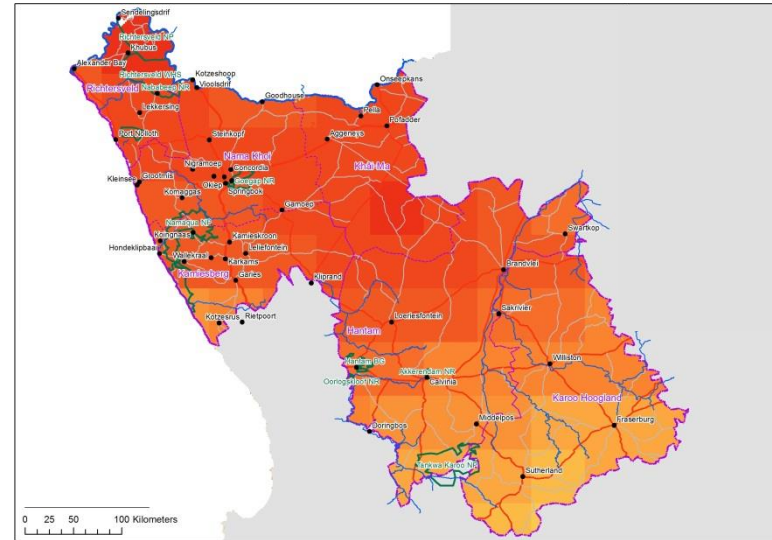 Sendelingsdrif
Richtersveld NP
Khubus
Alexander Bay
Richtersveld WHS
Kotzeshoop
Vioolsdrif
Richtersveld
Nababeep NR
Onseepkans
Goodhouse
Lekkersing
Pella
Pofadder
Port Nolloth
Steinkopf
Aggeneys
Nama Khoi
Nigramoep
Concordia
Khâi-Ma
Kleinsee
Grootmis
Goegap NR
Okiep
Springbok
Komaggas
Gamoep
Namaqua NP
Swartkop
Koingnaas
Kamieskroon
Hondeklipbaai
Leliefontein
Wallekraal
Karkams
Brandvlei
Kamiesberg
Garies
Kliprand
Kotzesrus
Rietpoort
Loeriesfontein
Sakrivier
Hantam
Hantam BG
Akkerendam NR
Williston
Oorlogskloof NR
Calvinia
Karoo Hoogland
Doringbos
Middelpos
Fraserburg
Tankwa Karoo NP
Sutherland
0 25 50 100 Kilometers